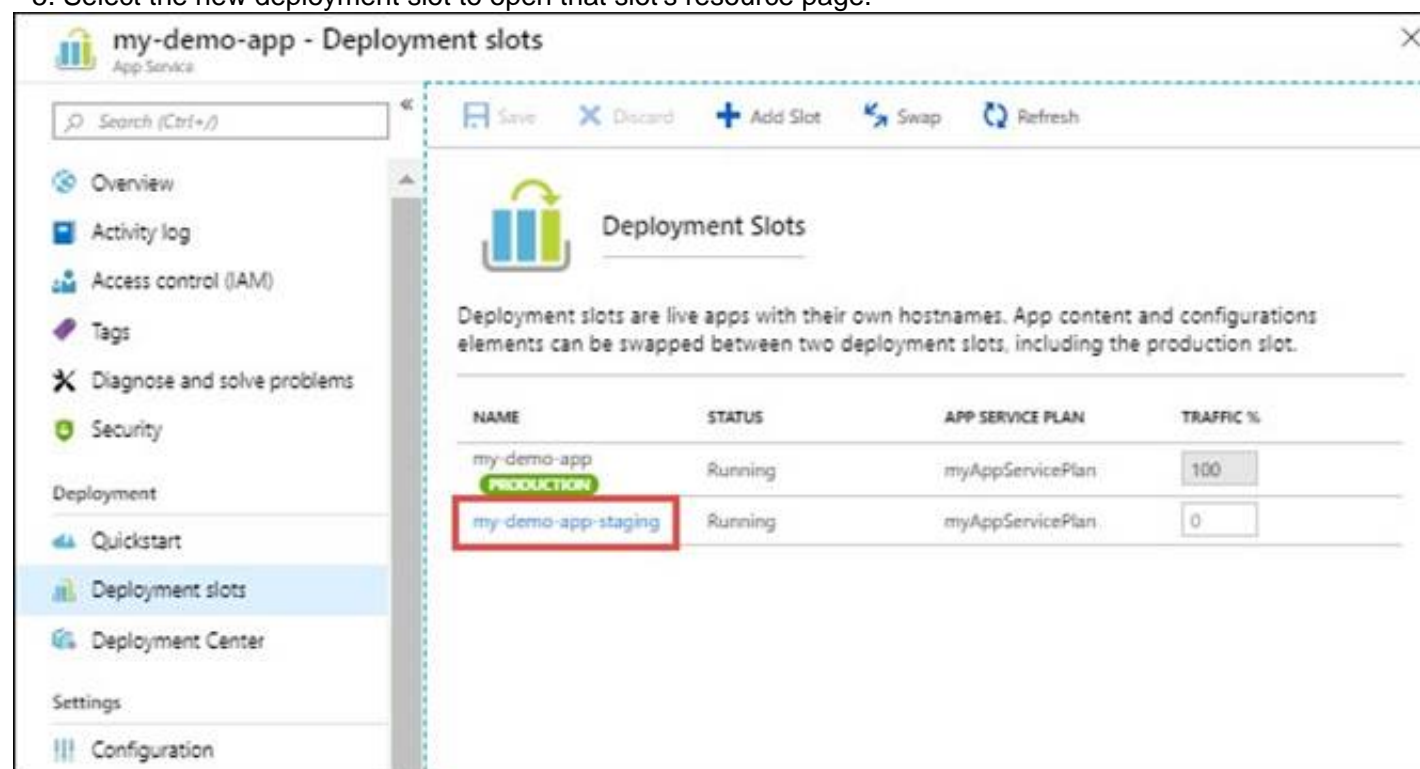 5. Select the new deployment slot to open that slot's resource page.
my-demo-app - Deployment slots
App Service
Search (Ctrl+/)
«
Save
Discard
Add Slot
Swap
Refresh
Overview
Activity log
Access control (IAM)
Tags
Diagnose and solve problems
Security
Deployment
Quickstart
Deployment slots
Deployment Center
Settings
Configuration
Deployment Slots
Deployment slots are live apps with their own hostnames. App content and configurations
elements can be swapped between two deployment slots, including the production slot.
NAME STATUS APP SERVICE PLAN TRAFFIC %
my-demo-app Running myAppServicePlan 100
PRODUCTION
my-demo-app-staging Running myAppServicePlan 0